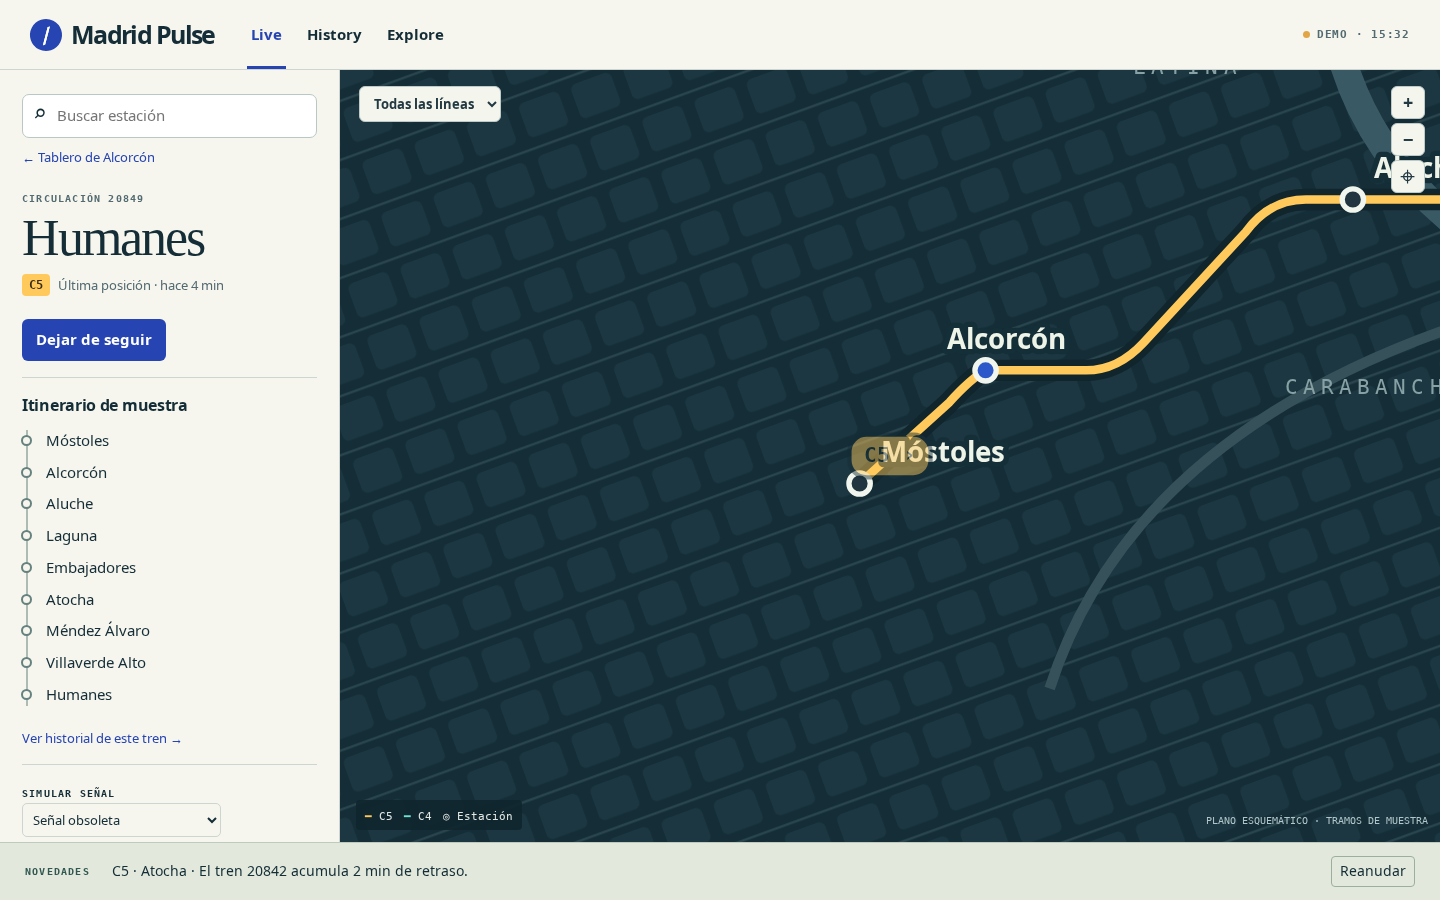 Madrid Pulse
Live
History
Explore
DEMO · 15:32
Buscar estación
← Tablero de Alcorcón
CIRCULACIÓN 20849
Humanes
C5 Última posición · hace 4 min
Dejar de seguir
Itinerario de muestra
Móstoles
Alcorcón
Aluche
Laguna
Embajadores
Atocha
Méndez Álvaro
Villaverde Alto
Humanes
Ver historial de este tren →
SIMULAR SEÑAL
Señal obsoleta
Todas las líneas
LATINA
+
−
Alcorcón
CARABANCH
C5
Móstoles
C5 C4 ◎ Estación
PLANO ESQUEMÁTICO · TRAMOS DE MUESTRA
NOVEDADES C5 · Atocha · El tren 20842 acumula 2 min de retraso.
Reanudar